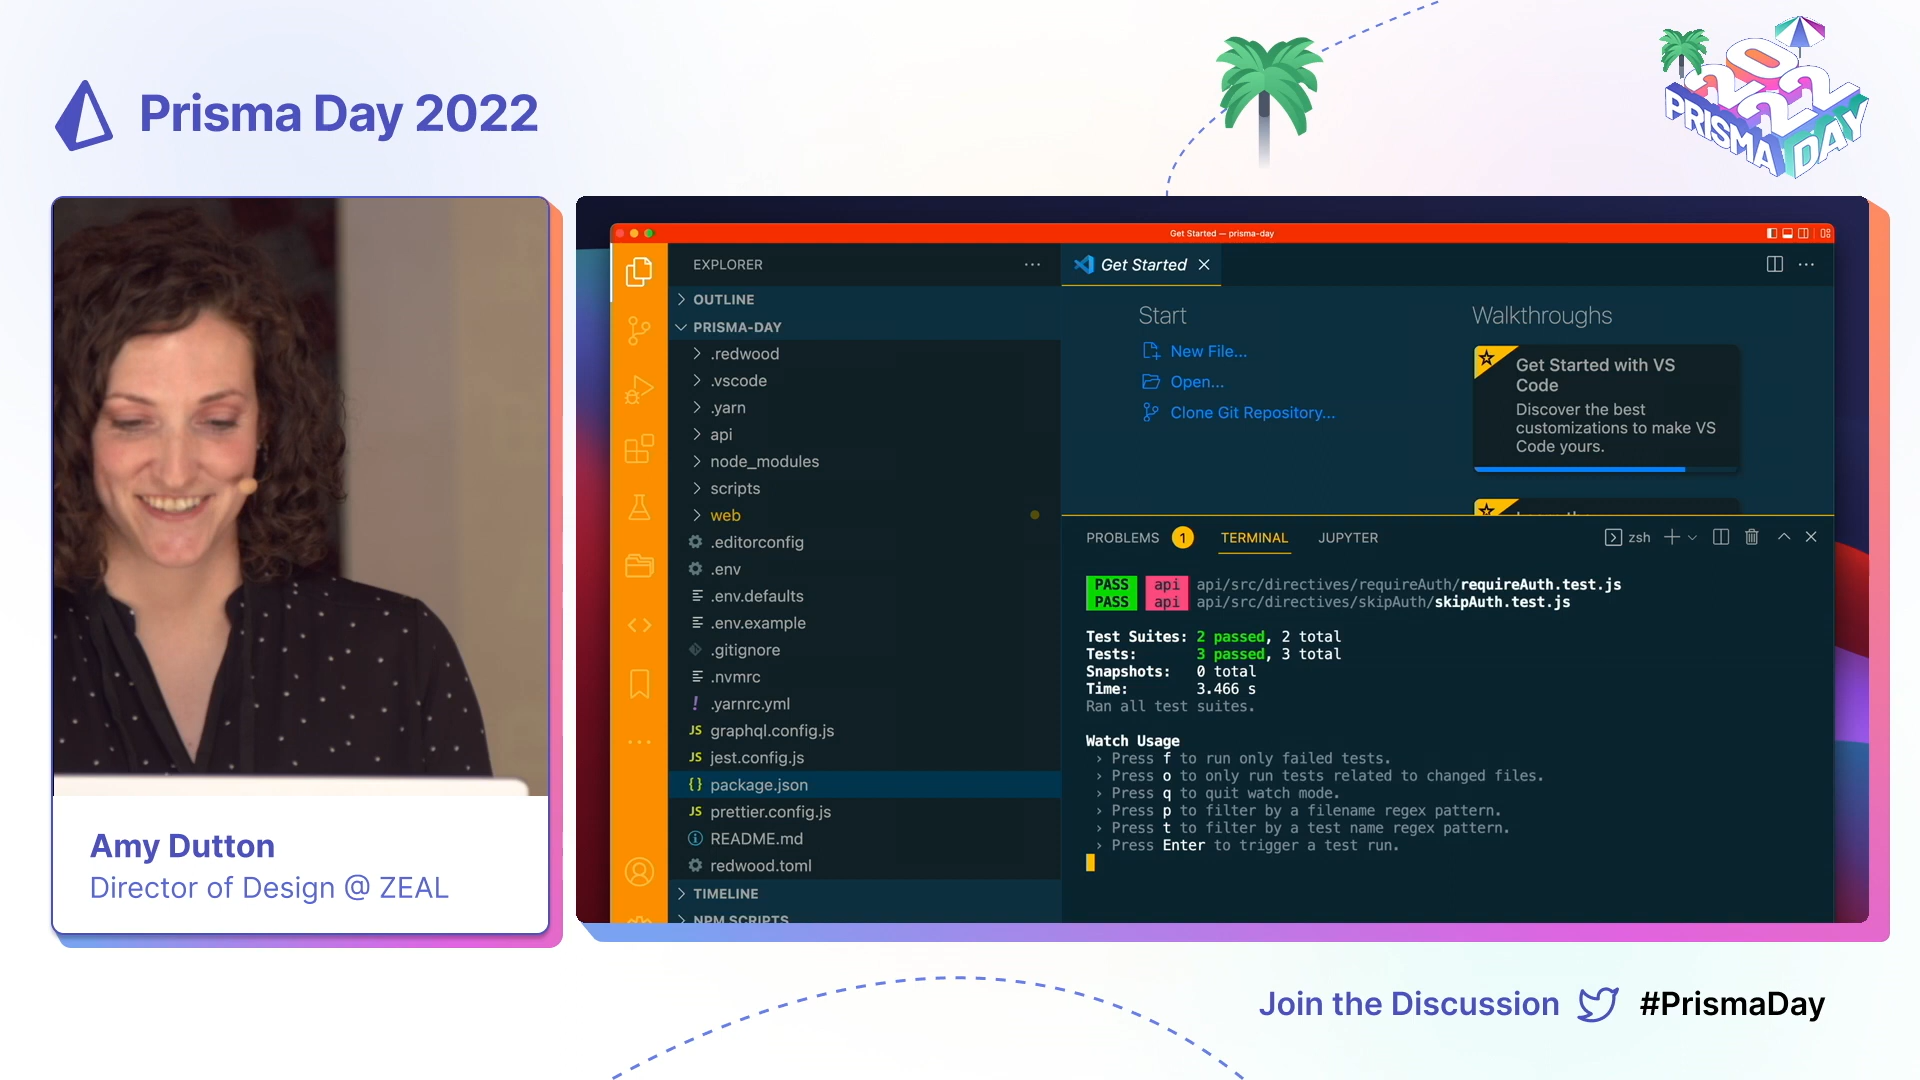 Prisma Day 2022
2022
PRISMA DAY
Get Started — prisma-day
EXPLORER
OUTLINE
PRISMA-DAY
.redwood
.vscode
.yarn
api
node_modules
scripts
web
.editorconfig
.env
.env.defaults
.env.example
.gitignore
.nvmrc
! .yarnrc.yml
JS graphql.config.js
JS jest.config.js
{} package.json
JS prettier.config.js
README.md
redwood.toml
TIMELINE
NPM SCRIPTS
Get Started
Start
New File...
Open...
Clone Git Repository...
Walkthroughs
Get Started with VS
Code
Discover the best
customizations to make VS
Code yours.
PROBLEMS 1 TERMINAL JUPYTER zsh
PASS api api/src/directives/requireAuth/requireAuth.test.js
PASS api api/src/directives/skipAuth/skipAuth.test.js
Test Suites: 2 passed, 2 total
Tests: 3 passed, 3 total
Snapshots: 0 total
Time: 3.466 s
Ran all test suites.
Watch Usage
› Press f to run only failed tests.
› Press o to only run tests related to changed files.
› Press q to quit watch mode.
› Press p to filter by a filename regex pattern.
› Press t to filter by a test name regex pattern.
› Press Enter to trigger a test run.
Amy Dutton
Director of Design @ ZEAL
Join the Discussion #PrismaDay